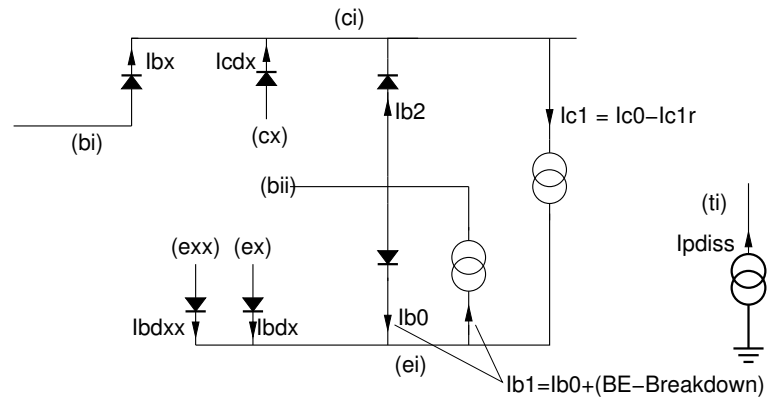 (ci)
Ibx
Icdx
Ib2
Ic1 = Ic0−Ic1r
(cx)
(bi)
(bii)
(ti)
Ipdiss
(exx)
(ex)
Ibdxx
Ibdx
Ib0
(ei)
Ib1=Ib0+(BE−Breakdown)